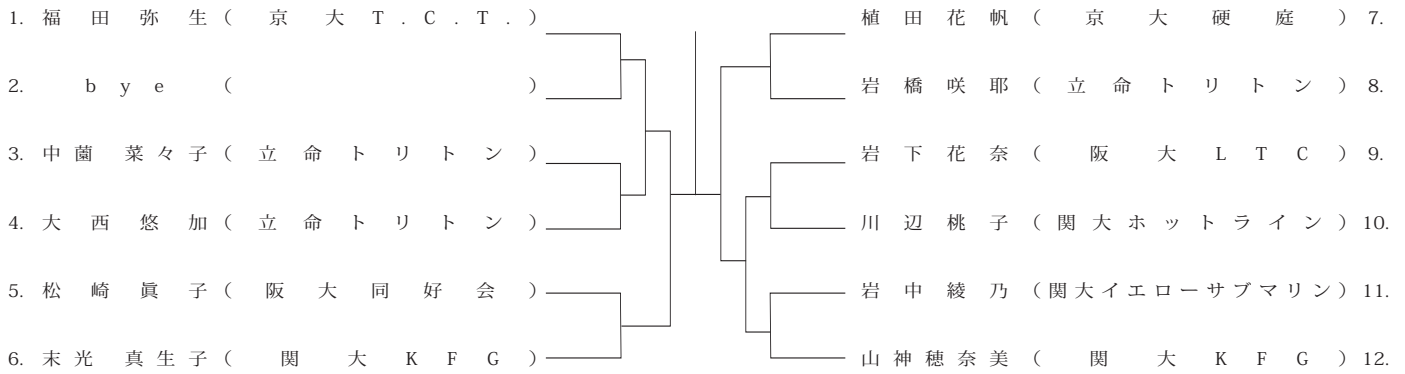 1. 福田弥生(京大T.C.T.)
2. bye ( )
3. 中薗 菜々子(立命トリトン)
4. 大西悠加(立命トリトン)
5. 松崎眞子(阪大同好会)
6. 末光 真生子(関大KFG)
植田花帆(京大硬庭)7.
岩橋咲耶(立命トリトン)8.
岩下花奈(阪大LTC)9.
川辺桃子(関大ホットライン)10.
岩中綾乃(関大イエローサブマリン)11.
山神穂奈美(関大KFG)12.